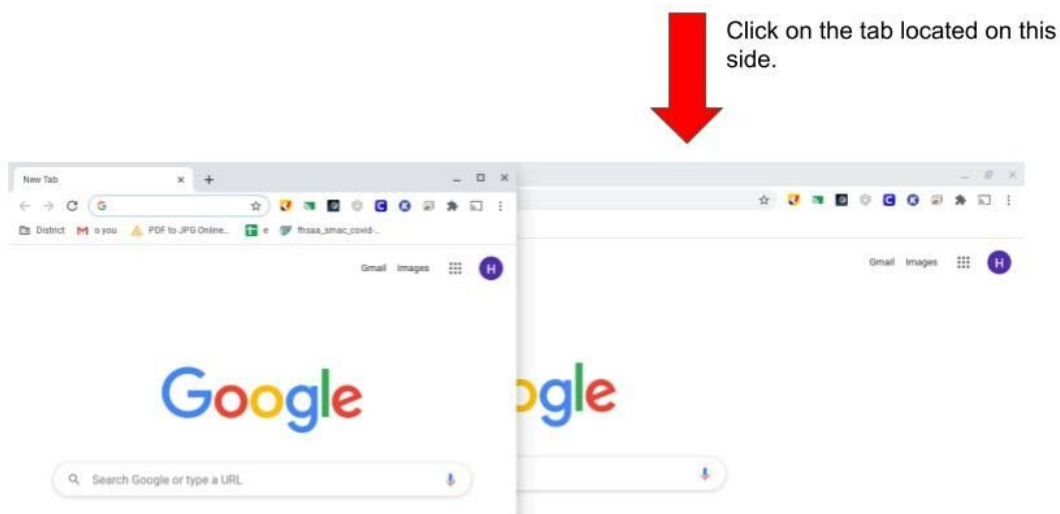 Click on the tab located on this
side.
New Tab
G
District M o you PDF to JPG Online... e fhsaa_smac_covid-...
Gmail Images H
Gmail Images H
Google
ogle
Search Google or type a URL